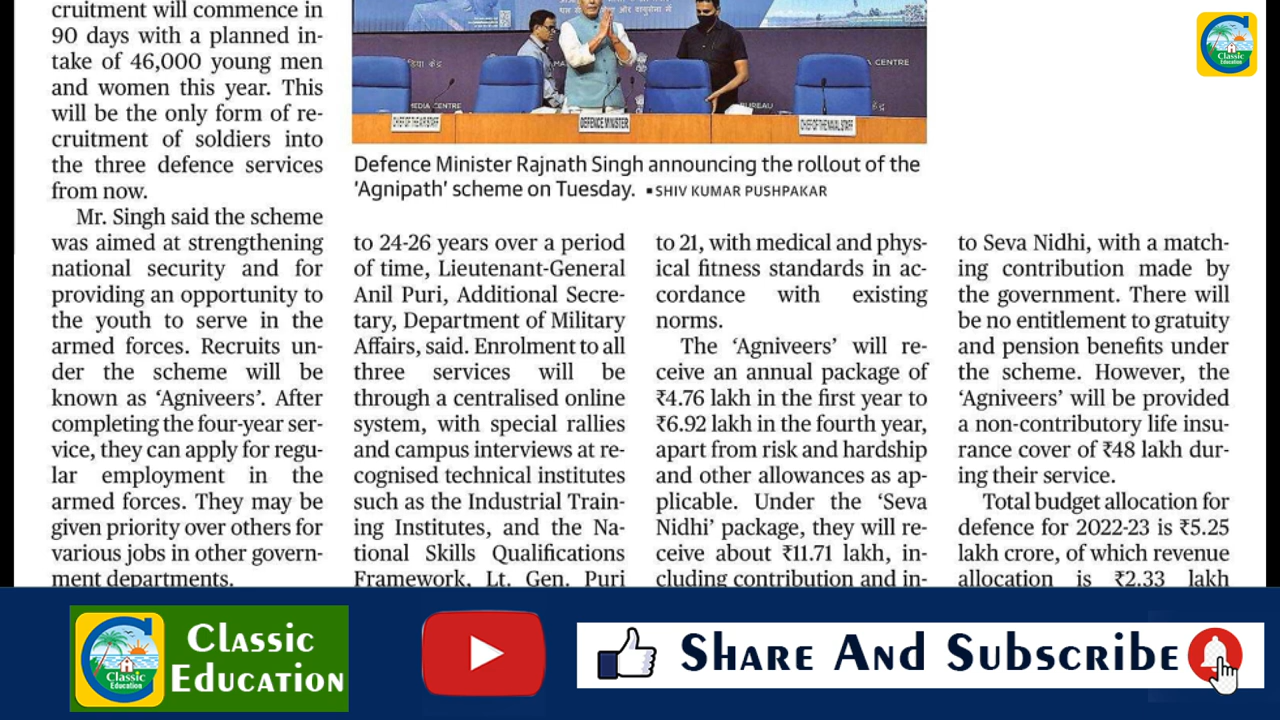 cruitment will commence in
90 days with a planned in-
take of 46,000 young men
and women this year. This
will be the only form of re-
cruitment of soldiers into
the three defence services
from now.
Mr. Singh said the scheme
was aimed at strengthening
national security and for
providing an opportunity to
the youth to serve in the
armed forces. Recruits un-
der the scheme will be
known as ‘Agniveers’. After
completing the four-year ser-
vice, they can apply for regu-
lar employment in the
armed forces. They may be
given priority over others for
various jobs in other govern-
ment departments.
MEDIA CENTRE
CHIEF OF THE AIR STAFF
DEFENCE MINISTER
CHIEF OF THE NAVAL STAFF
BUREAU
CENTRE
Defence Minister Rajnath Singh announcing the rollout of the
'Agnipath' scheme on Tuesday. ▪SHIV KUMAR PUSHPAKAR
to 24-26 years over a period
of time, Lieutenant-General
Anil Puri, Additional Secre-
tary, Department of Military
Affairs, said. Enrolment to all
three services will be
through a centralised online
system, with special rallies
and campus interviews at re-
cognised technical institutes
such as the Industrial Train-
ing Institutes, and the Na-
tional Skills Qualifications
Framework, Lt. Gen. Puri
to 21, with medical and phys-
ical fitness standards in ac-
cordance with existing
norms.
The ‘Agniveers’ will re-
ceive an annual package of
₹4.76 lakh in the first year to
₹6.92 lakh in the fourth year,
apart from risk and hardship
and other allowances as ap-
plicable. Under the ‘Seva
Nidhi’ package, they will re-
ceive about ₹11.71 lakh, in-
cluding contribution and in-
to Seva Nidhi, with a match-
ing contribution made by
the government. There will
be no entitlement to gratuity
and pension benefits under
the scheme. However, the
‘Agniveers’ will be provided
a non-contributory life insu-
rance cover of ₹48 lakh dur-
ing their service.
Total budget allocation for
defence for 2022-23 is ₹5.25
lakh crore, of which revenue
allocation is ₹2.33 lakh
Classic
Education
Classic
Education
Classic
Education
Share And Subscribe